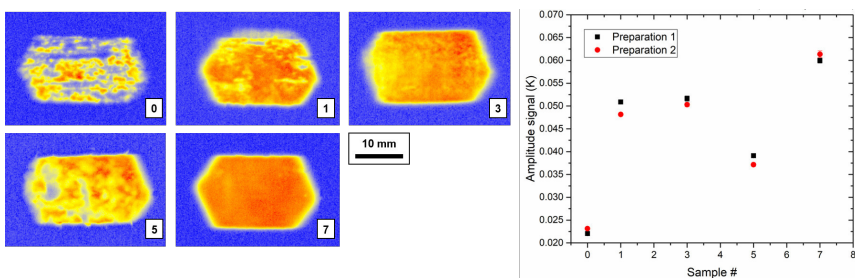 0
1
3
5
7
10 mm
Preparation 1
Preparation 2
Amplitude signal (K)
0.070
0.065
0.060
0.055
0.050
0.045
0.040
0.035
0.030
0.025
0.020
0 1 2 3 4 5 6 7 8
Sample #